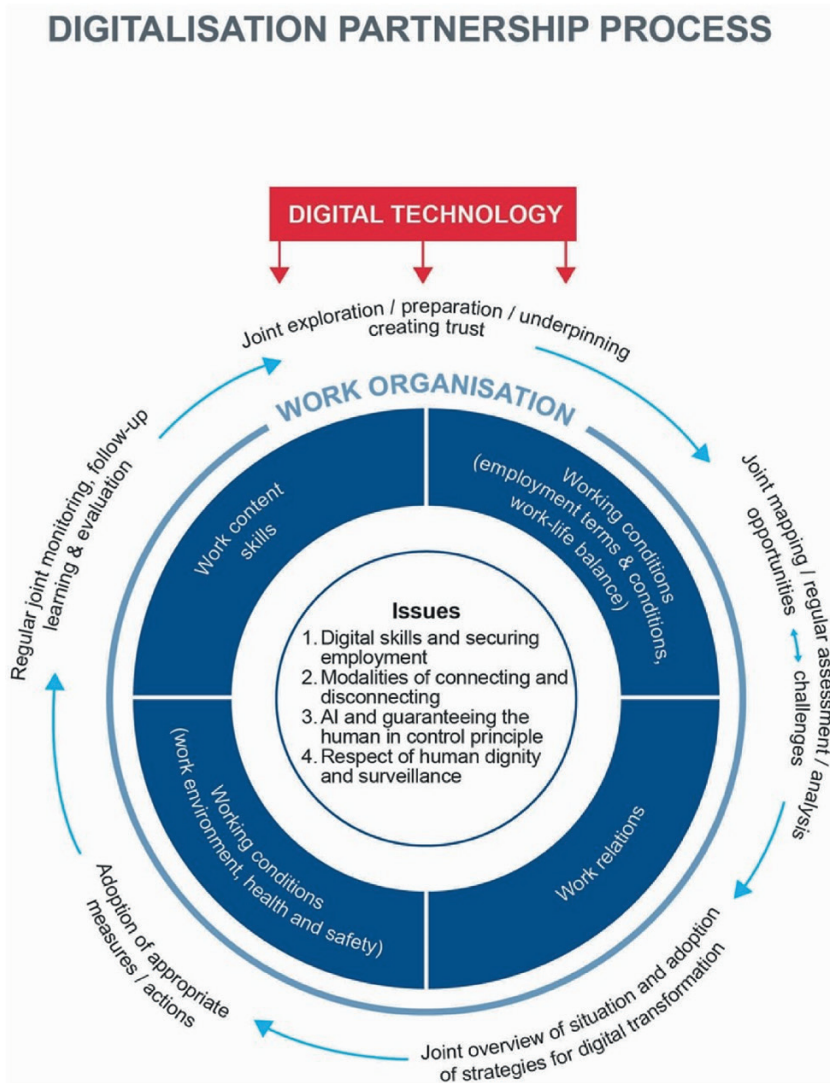 DIGITALISATION PARTNERSHIP PROCESS
DIGITAL TECHNOLOGY
Joint exploration / preparation / underpinning
creating trust
WORK ORGANISATION
Joint mapping / regular assessment / analysis
opportunities
challenges
Joint overview of situation and adoption
of strategies for digital transformation
Adoption of appropriate
measures / actions
Regular joint monitoring, follow-up
learning & evaluation
Work content
skills
Working conditions
(employment terms & conditions,
work-life balance)
Work relations
Working conditions
(work environment, health and safety)
Issues
1. Digital skills and securing
employment
2. Modalities of connecting and
disconnecting
3. AI and guaranteeing the
human in control principle
4. Respect of human dignity
and surveillance